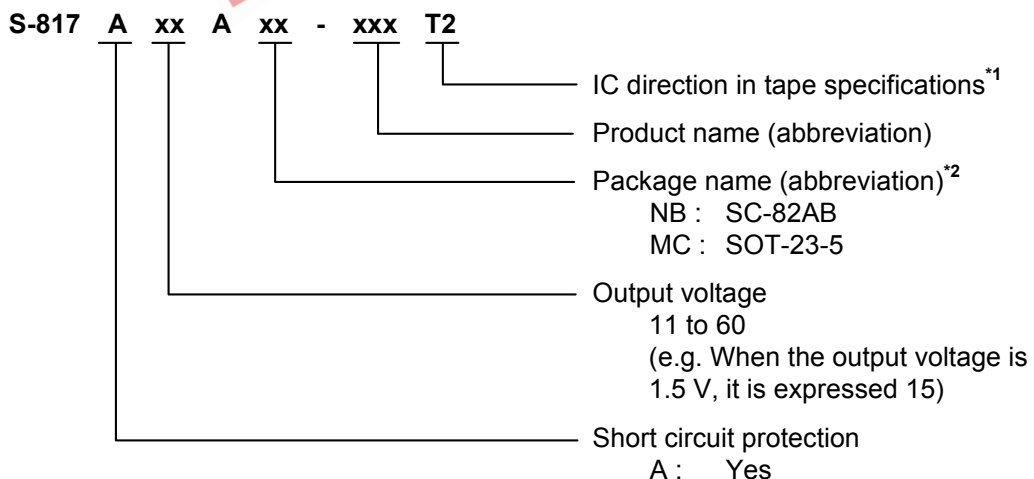 S-817 A xx A xx - xxx T2
IC direction in tape specifications*1
Product name (abbreviation)
Package name (abbreviation)*2
NB : SC-82AB
MC : SOT-23-5
Output voltage
11 to 60
(e.g. When the output voltage is
1.5 V, it is expressed 15)
Short circuit protection
A : Yes